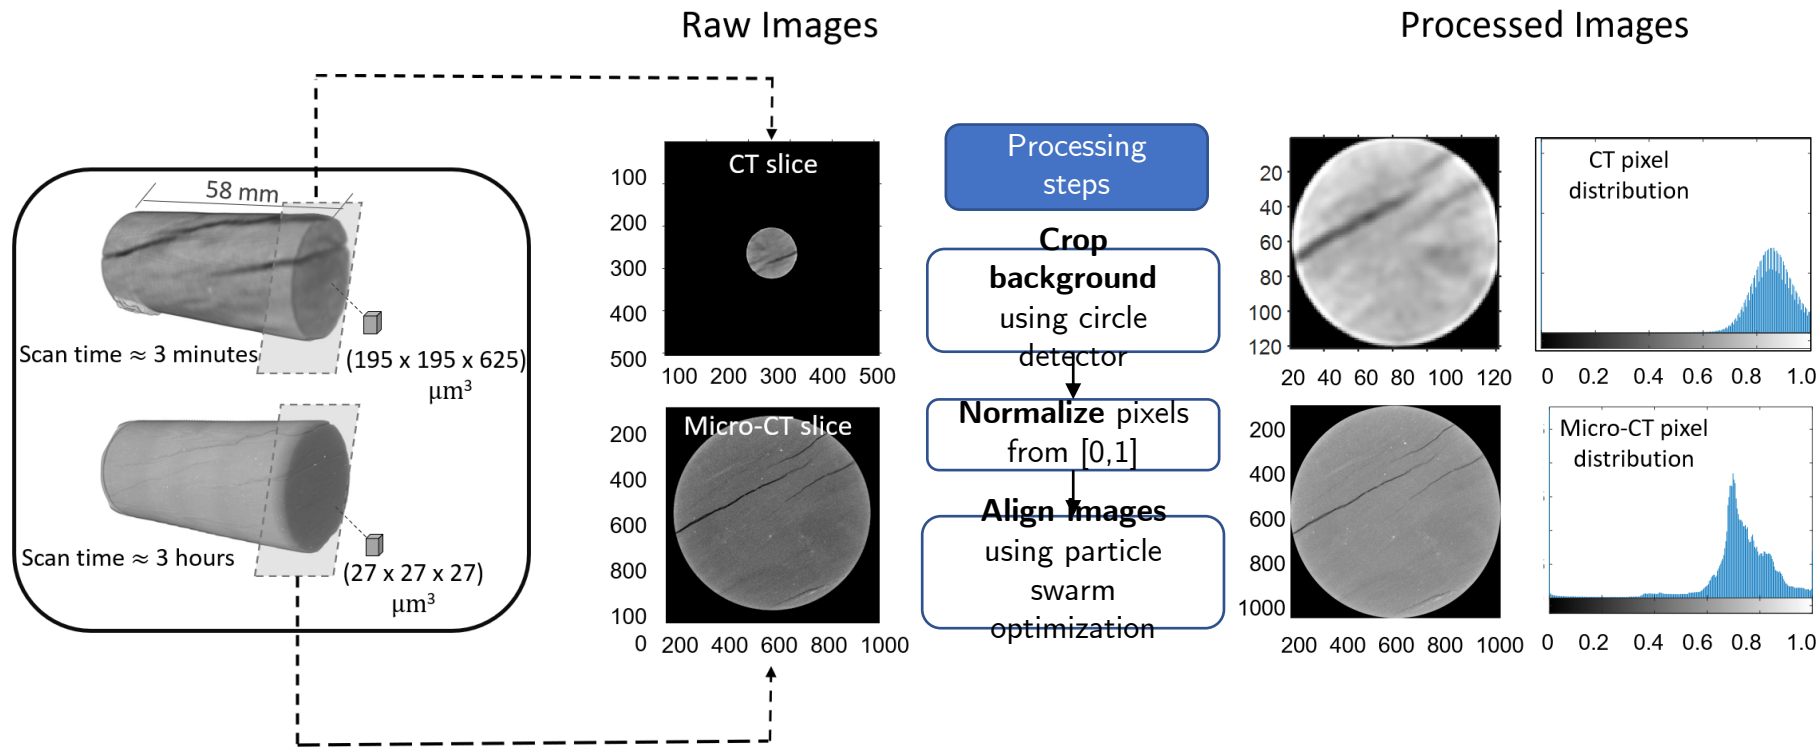 Raw Images
Processed Images
58 mm
Scan time ≈ 3 minutes
(195 x 195 x 625)
μm³
Scan time ≈ 3 hours
(27 x 27 x 27)
μm³
CT slice
100
200
300
400
500
100 200 300 400 500
Micro-CT slice
200
400
600
800
100
0
200 400 600 800 1000
Processing
steps
Crop
background
using circle
detector
Normalize pixels
from [0,1]
Align images
using particle
swarm
optimization
20
40
60
80
100
120
20 40 60 80 100 120
CT pixel
distribution
0 0.2 0.4 0.6 0.8 1.0
200
400
600
800
1000
200 400 600 800 1000
Micro-CT pixel
distribution
0 0.2 0.4 0.6 0.8 1.0